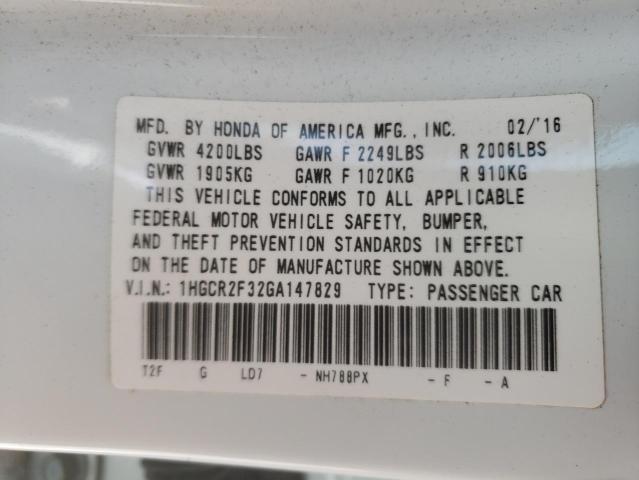 MFD. BY HONDA OF AMERICA MFG., INC. 02/'16
GVWR 4200LBS GAWR F 2249LBS R 2006LBS
GVWR 1905KG GAWR F 1020KG R 910KG
THIS VEHICLE CONFORMS TO ALL APPLICABLE
FEDERAL MOTOR VEHICLE SAFETY, BUMPER,
AND THEFT PREVENTION STANDARDS IN EFFECT
ON THE DATE OF MANUFACTURE SHOWN ABOVE.
V.I.N.: 1HGCR2F32GA147829 TYPE: PASSENGER CAR
T2F G LD7 - NH788PX - F - A